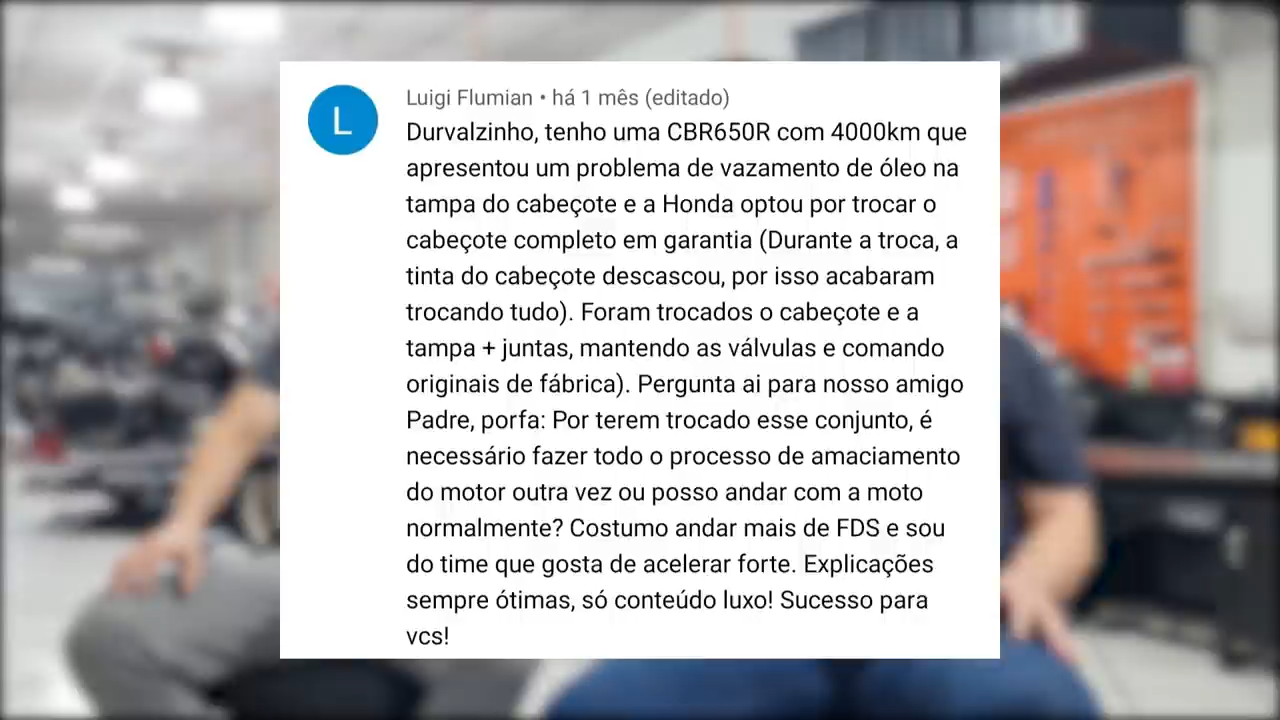 L
Luigi Flumian • há 1 mês (editado)
Durvalzinho, tenho uma CBR650R com 4000km que
apresentou um problema de vazamento de óleo na
tampa do cabeçote e a Honda optou por trocar o
cabeçote completo em garantia (Durante a troca, a
tinta do cabeçote descascou, por isso acabaram
trocando tudo). Foram trocados o cabeçote e a
tampa + juntas, mantendo as válvulas e comando
originais de fábrica). Pergunta ai para nosso amigo
Padre, porfa: Por terem trocado esse conjunto, é
necessário fazer todo o processo de amaciamento
do motor outra vez ou posso andar com a moto
normalmente? Costumo andar mais de FDS e sou
do time que gosta de acelerar forte. Explicações
sempre ótimas, só conteúdo luxo! Sucesso para
vcs!